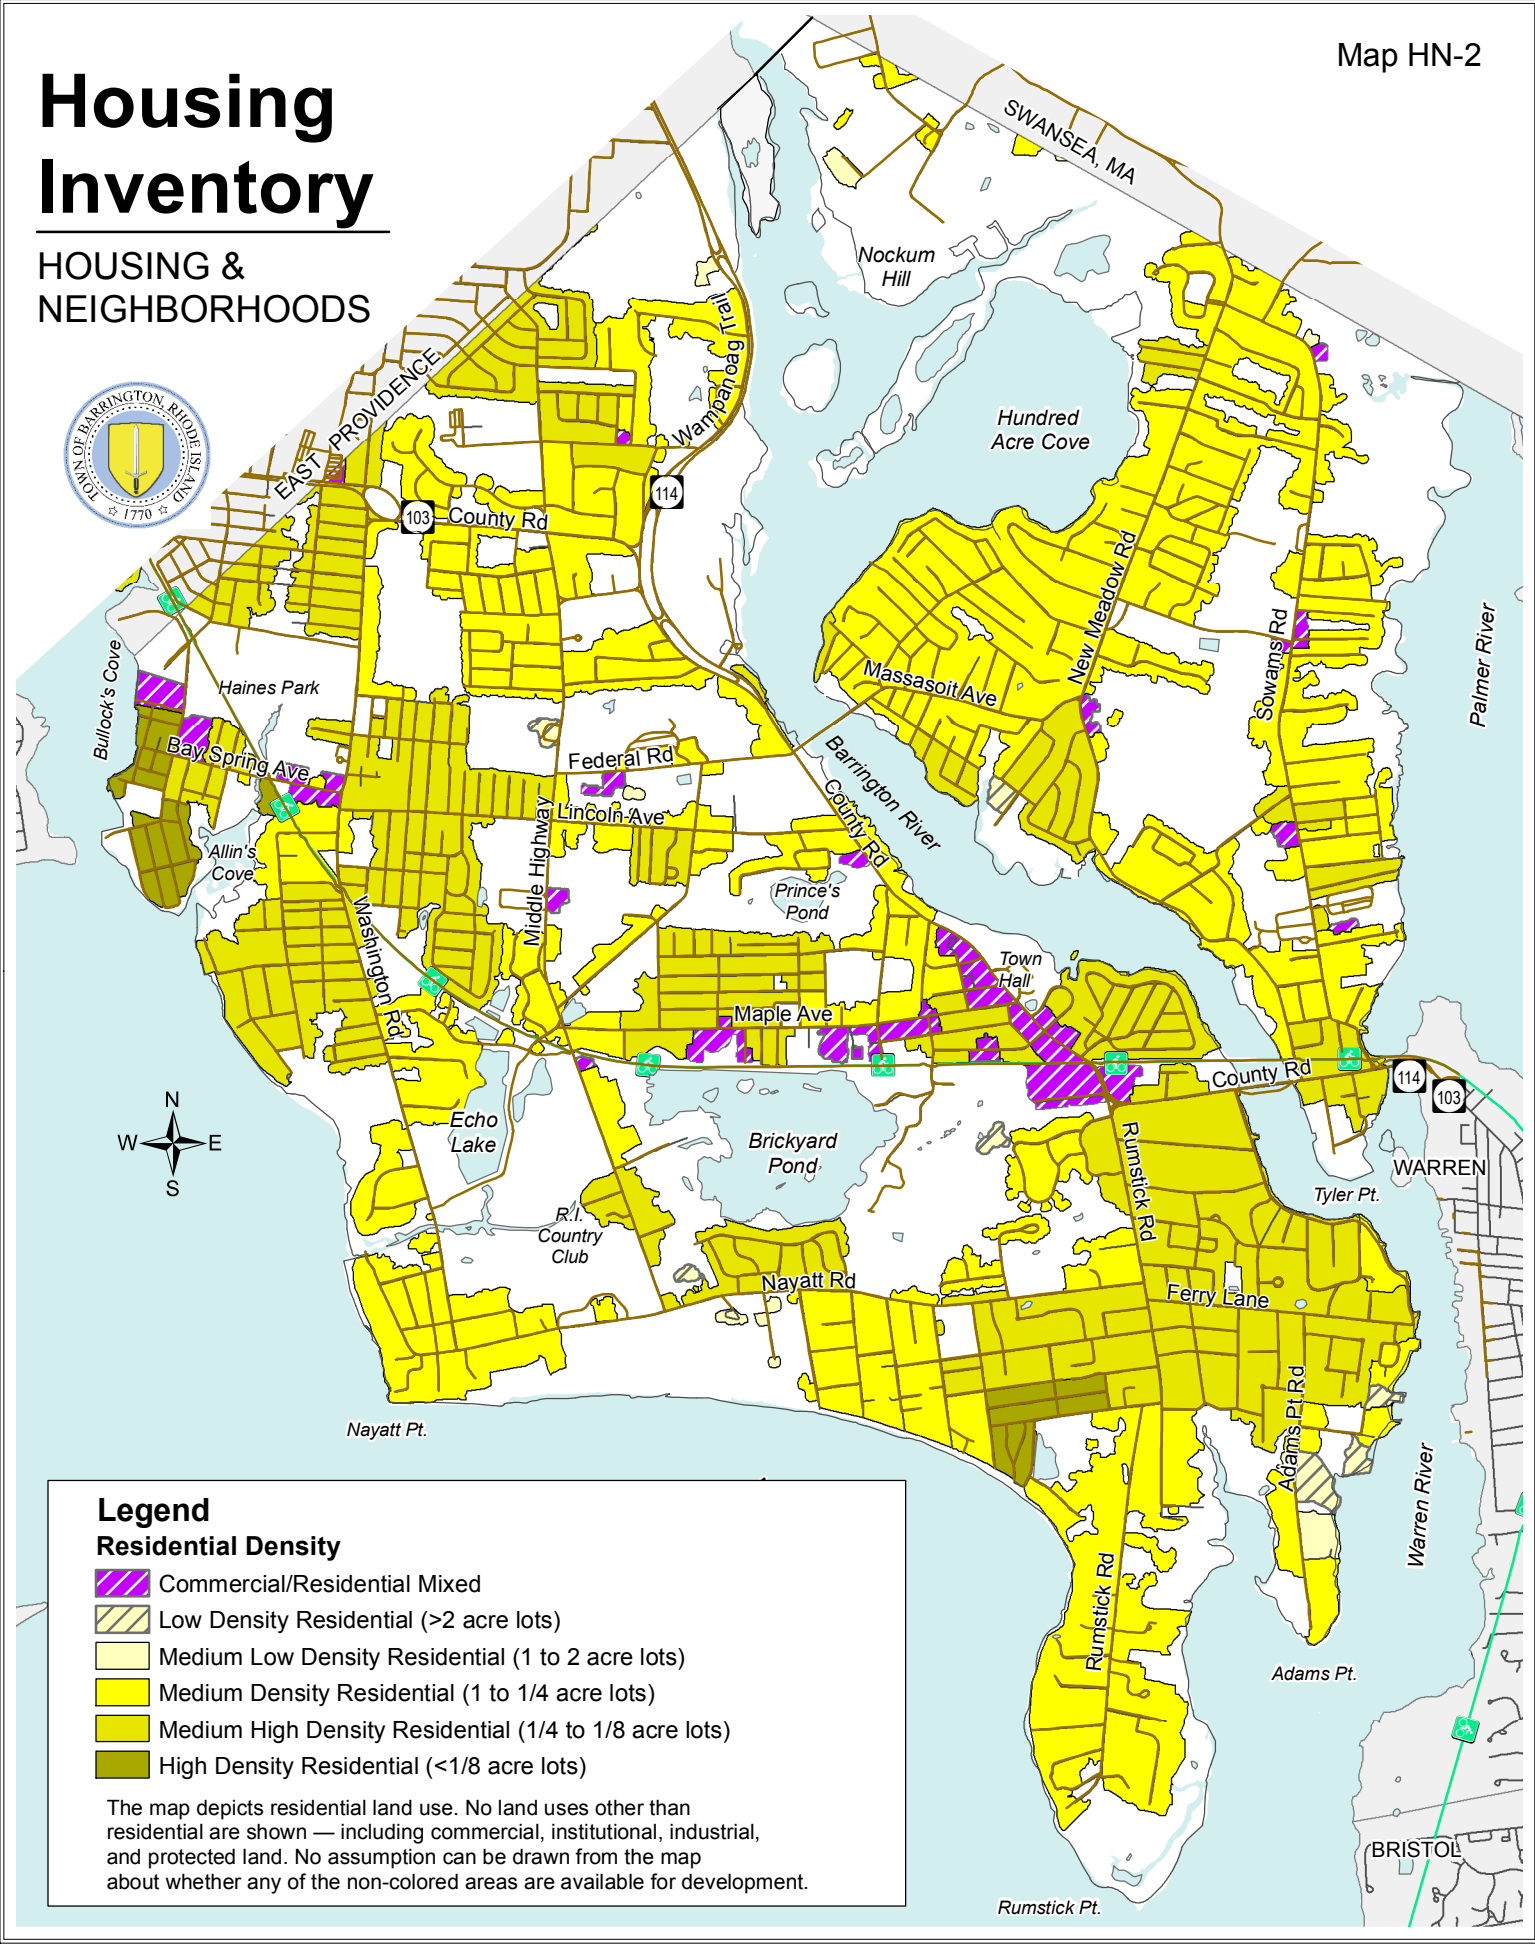 Map HN-2
Housing
Inventory
HOUSING &
NEIGHBORHOODS
TOWN OF BARRINGTON, RHODE ISLAND
☆ 1770 ☆
SWANSEA, MA
Nockum
Hill
Wampanoag Trail
EAST PROVIDENCE
Hundred
Acre Cove
114
103
County Rd
New Meadow Rd
Sowams Rd
Palmer River
Bullock's Cove
Haines Park
Massasoit Ave
Bay Spring Ave
Federal Rd
Barrington River
County Rd
Lincoln Ave
Middle Highway
Allin's
Cove
Prince's
Pond
Washington Rd
Town
Hall
Maple Ave
County Rd
114
103
Echo
Lake
Brickyard
Pond
N
W
E
S
Rumstick Rd
WARREN
Tyler Pt.
R.I.
Country
Club
Nayatt Rd
Ferry Lane
Adams Pt Rd
Nayatt Pt.
Warren River
Rumstick Rd
Adams Pt.
BRISTOL
Rumstick Pt.
Legend
Residential Density
Commercial/Residential Mixed
Low Density Residential (>2 acre lots)
Medium Low Density Residential (1 to 2 acre lots)
Medium Density Residential (1 to 1/4 acre lots)
Medium High Density Residential (1/4 to 1/8 acre lots)
High Density Residential (<1/8 acre lots)
The map depicts residential land use. No land uses other than
residential are shown — including commercial, institutional, industrial,
and protected land. No assumption can be drawn from the map
about whether any of the non-colored areas are available for development.